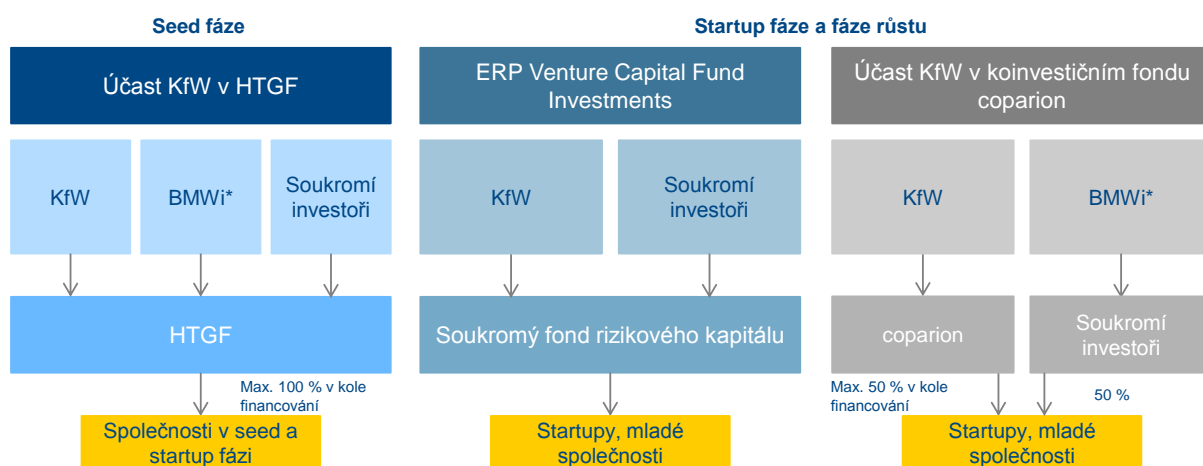 Seed fáze
Startup fáze a fáze růstu
Účast KfW v HTGF
ERP Venture Capital Fund
Investments
Účast KfW v koinvestičním fondu
coparion
KfW
BMWi*
Soukromí
investoři
KfW
Soukromí
investoři
KfW
BMWi*
HTGF
Soukromý fond rizikového kapitálu
coparion
Soukromí
investoři
Max. 100 % v kole
financování
Max. 50 % v kole
financování
50 %
Společnosti v seed a
startup fázi
Startupy, mladé
společnosti
Startupy, mladé
společnosti